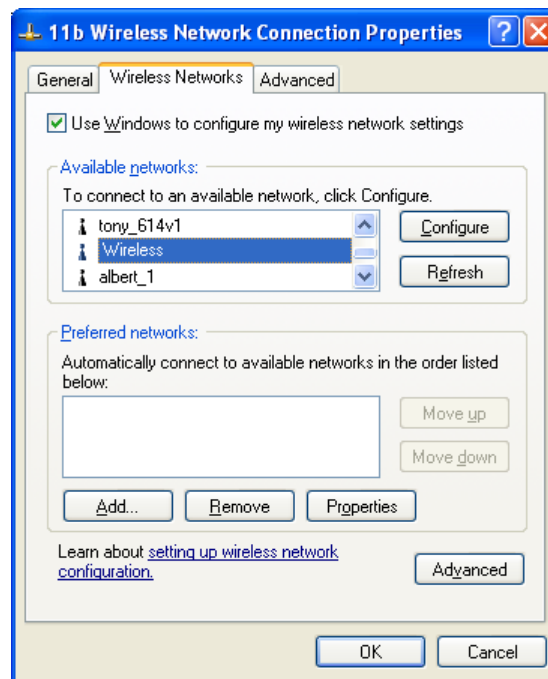 11b Wireless Network Connection Properties ? X
General Wireless Networks Advanced
Use Windows to configure my wireless network settings
Available networks:
To connect to an available network, click Configure.
tony_614v1
Wireless
albert_1
Configure
Refresh
Preferred networks:
Automatically connect to available networks in the order listed
below:
Move up
Move down
Add... Remove Properties
Learn about setting up wireless network
configuration.
Advanced
OK Cancel